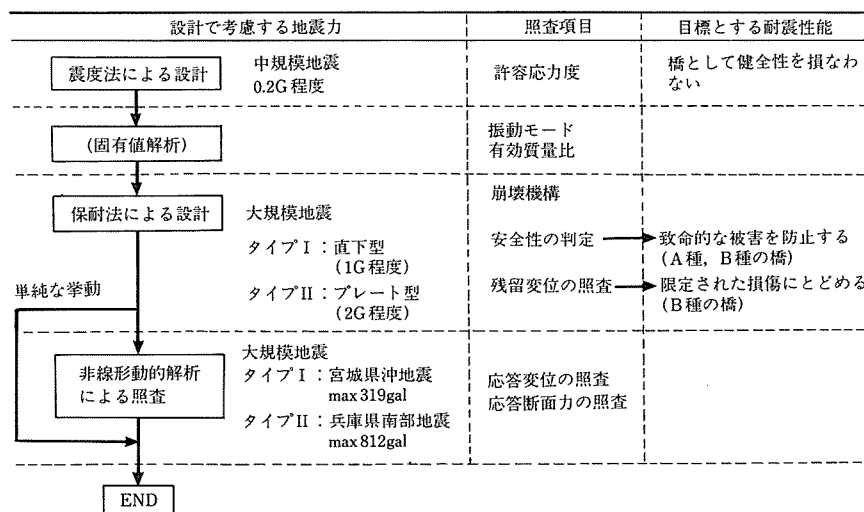 設計で考慮する地震力
照査項目
目標とする耐震性能
震度法による設計
中規模地震
0.2G程度
許容応力度
橋として健全性を損なわ
ない
(固有値解析)
振動モード
有効質量比
保耐法による設計
大規模地震
タイプI：直下型
(1G程度)
タイプII：プレート型
(2G程度)
崩壊機構
安全性の判定
致命的な被害を防止する
(A種，B種の橋)
残留変位の照査
限定された損傷にとどめる
(B種の橋)
単純な挙動
非線形動的解析
による照査
大規模地震
タイプI：宮城県沖地震
max319gal
タイプII：兵庫県南部地震
max812gal
応答変位の照査
応答断面力の照査
END